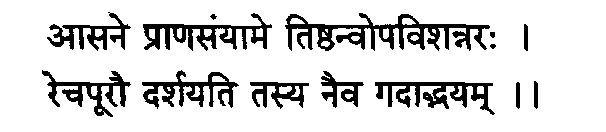 आसने प्राणसंयामे तिष्ठन्वोपविशन्नरः ।
रेचपूरौ दर्शयति तस्य नैव गदाद्भयम् ।।